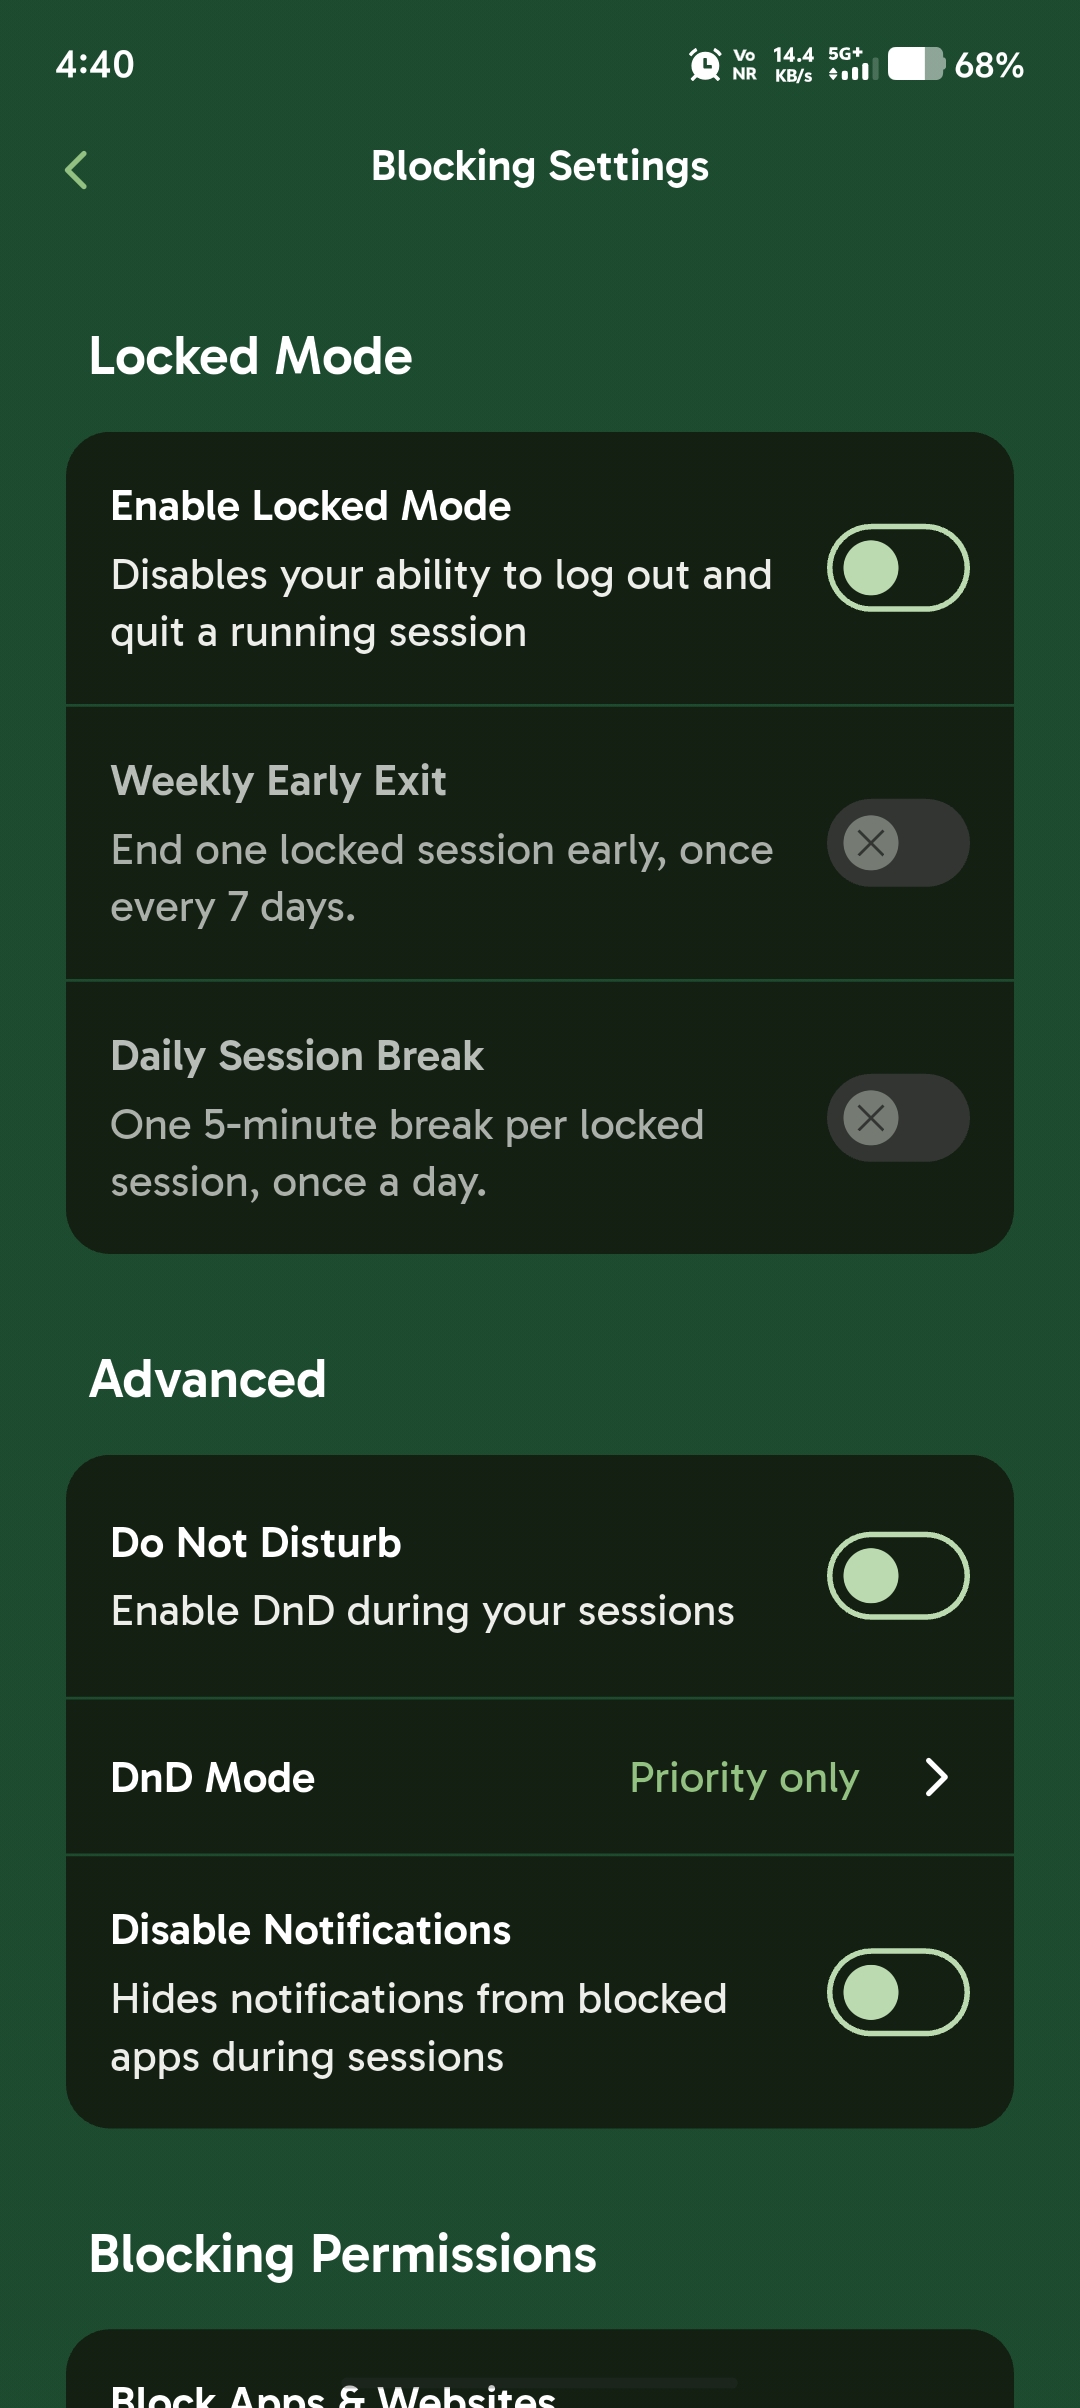 4:40
Vo NR 14.4 KB/s 5G+ 68%
Blocking Settings
Locked Mode
Enable Locked Mode
Disables your ability to log out and
quit a running session
Weekly Early Exit
End one locked session early, once
every 7 days.
Daily Session Break
One 5-minute break per locked
session, once a day.
Advanced
Do Not Disturb
Enable DnD during your sessions
DnD Mode Priority only
Disable Notifications
Hides notifications from blocked
apps during sessions
Blocking Permissions
Block Apps & Websites